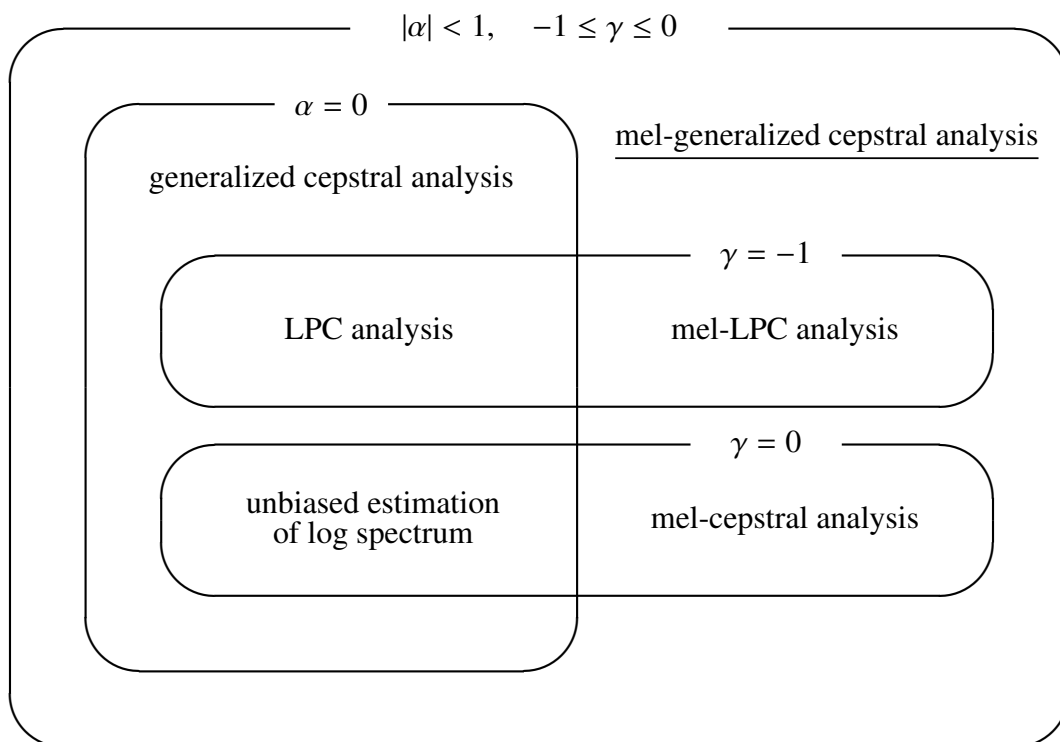 |α| < 1, −1 ≤ γ ≤ 0
α = 0
mel-generalized cepstral analysis
generalized cepstral analysis
γ = −1
LPC analysis
mel-LPC analysis
γ = 0
unbiased estimation
of log spectrum
mel-cepstral analysis